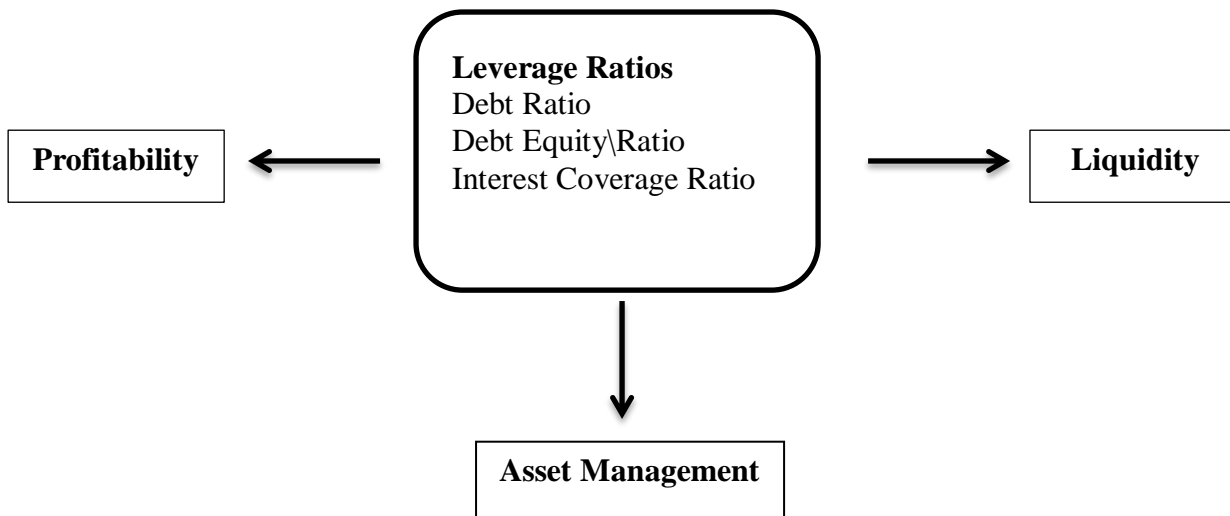 Leverage Ratios
Debt Ratio
Debt Equity\Ratio
Interest Coverage Ratio
Profitability
Liquidity
Asset Management